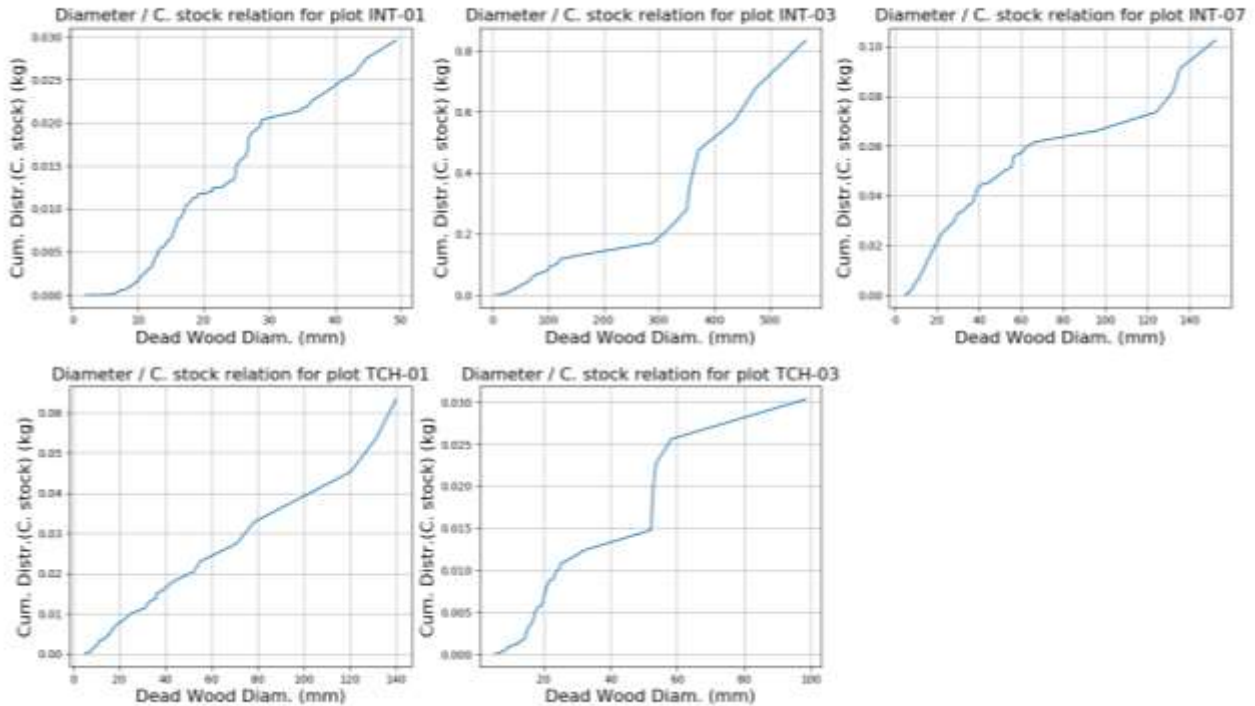 Diameter / C. stock relation for plot INT-01
Cum. Distr.(C. stock) (kg)
0.030
0.025
0.020
0.015
0.010
0.005
0.000
0 10 20 30 40 50
Dead Wood Diam. (mm)
Diameter / C. stock relation for plot INT-03
Cum. Distr.(C. stock) (kg)
0.8
0.6
0.4
0.2
0.0
0 100 200 300 400 500
Dead Wood Diam. (mm)
Diameter / C. stock relation for plot INT-07
Cum. Distr.(C. stock) (kg)
0.10
0.08
0.06
0.04
0.02
0.00
20 40 60 80 100 120 140
Dead Wood Diam. (mm)
Diameter / C. stock relation for plot TCH-01
Cum. Distr.(C. stock) (kg)
0.06
0.05
0.04
0.03
0.02
0.01
0.00
0 20 40 60 80 100 120 140
Dead Wood Diam. (mm)
Diameter / C. stock relation for plot TCH-03
Cum. Distr.(C. stock) (kg)
0.030
0.025
0.020
0.015
0.010
0.005
0.000
20 40 60 80 100
Dead Wood Diam. (mm)